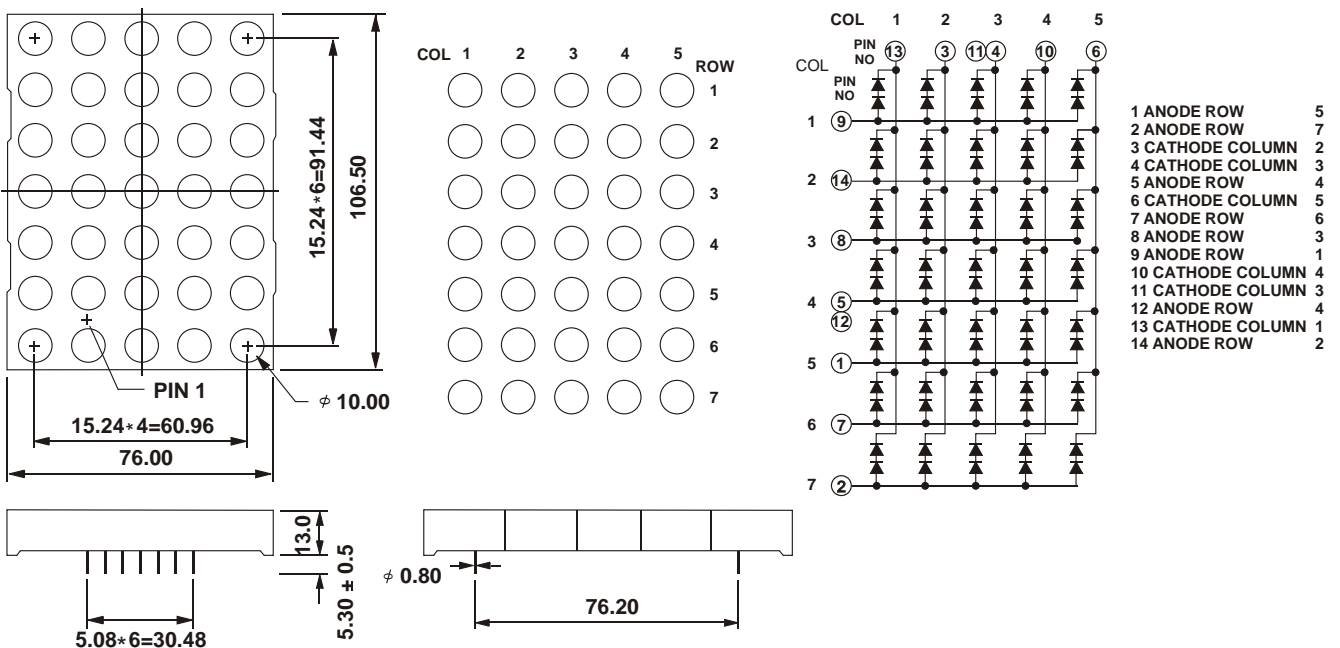 15.24*6=91.44
106.50
PIN 1
ϕ 10.00
15.24*4=60.96
76.00
COL 1 2 3 4 5
ROW
1
2
3
4
5
6
7
COL 1 2 3 4 5
PIN NO 13 3 11 4 10 6
COL
PIN
NO
1 9
2 14
3 8
4 5
12
5 1
6 7
7 2
1 ANODE ROW 5
2 ANODE ROW 7
3 CATHODE COLUMN 2
4 CATHODE COLUMN 3
5 ANODE ROW 4
6 CATHODE COLUMN 5
7 ANODE ROW 6
8 ANODE ROW 3
9 ANODE ROW 1
10 CATHODE COLUMN 4
11 CATHODE COLUMN 3
12 ANODE ROW 4
13 CATHODE COLUMN 1
14 ANODE ROW 2
13.0
5.30 ± 0.5
5.08*6=30.48
ϕ 0.80
76.20